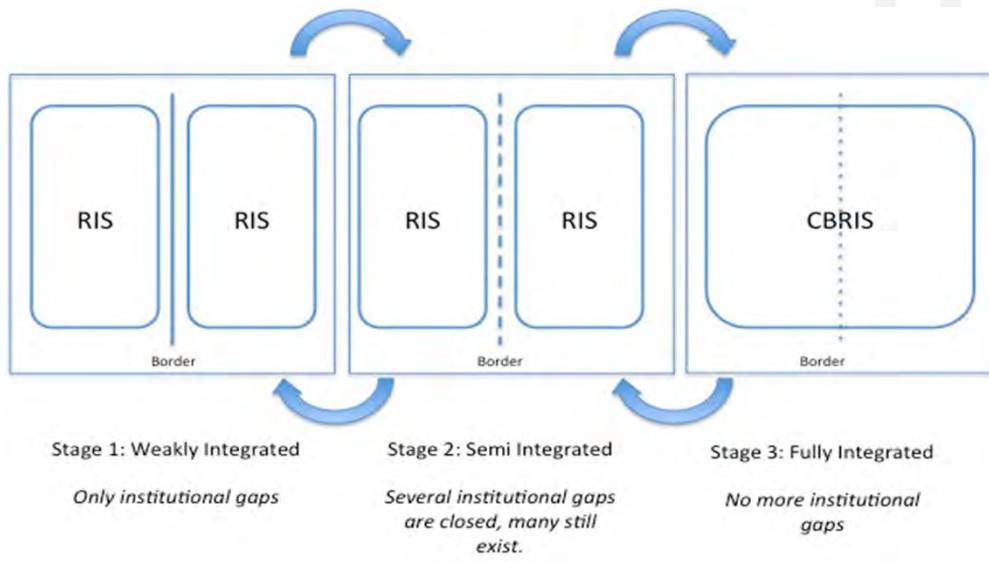 RIS
RIS
RIS
RIS
CBRIS
Border
Border
Border
Stage 1: Weakly Integrated
Only institutional gaps
Stage 2: Semi Integrated
Several institutional gaps
are closed, many still
exist.
Stage 3: Fully Integrated
No more institutional
gaps